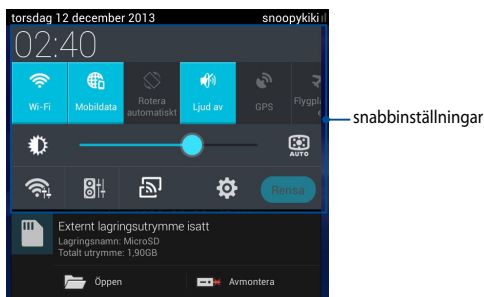 torsdag 12 december 2013 snoopykiki
02:40
Wi-Fi Mobildata Rotera automatiskt Ljud av GPS Flygpla
snabbinställningar
AUTO
Rensa
Externt lagringsutrymme isatt
Lagringsnamn: MicroSD
Totalt utrymme: 1,90GB
Öppen Avmontera